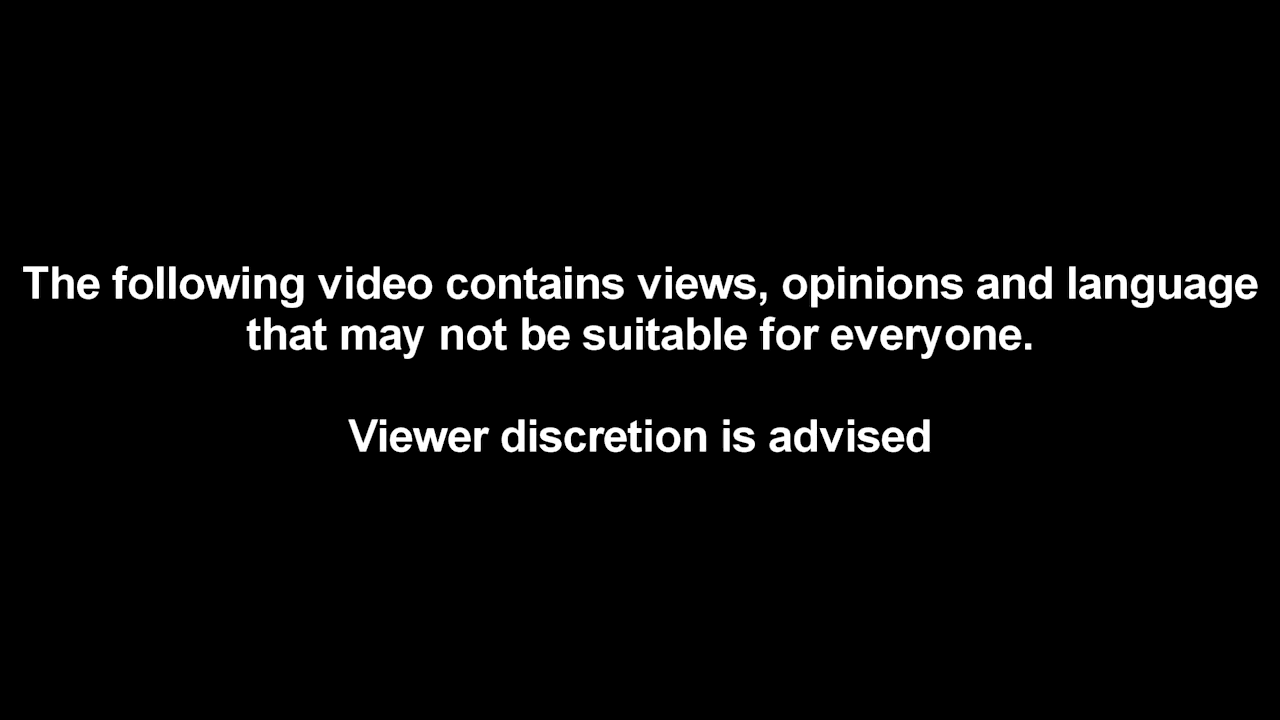 The following video contains views, opinions and language
that may not be suitable for everyone.
Viewer discretion is advised